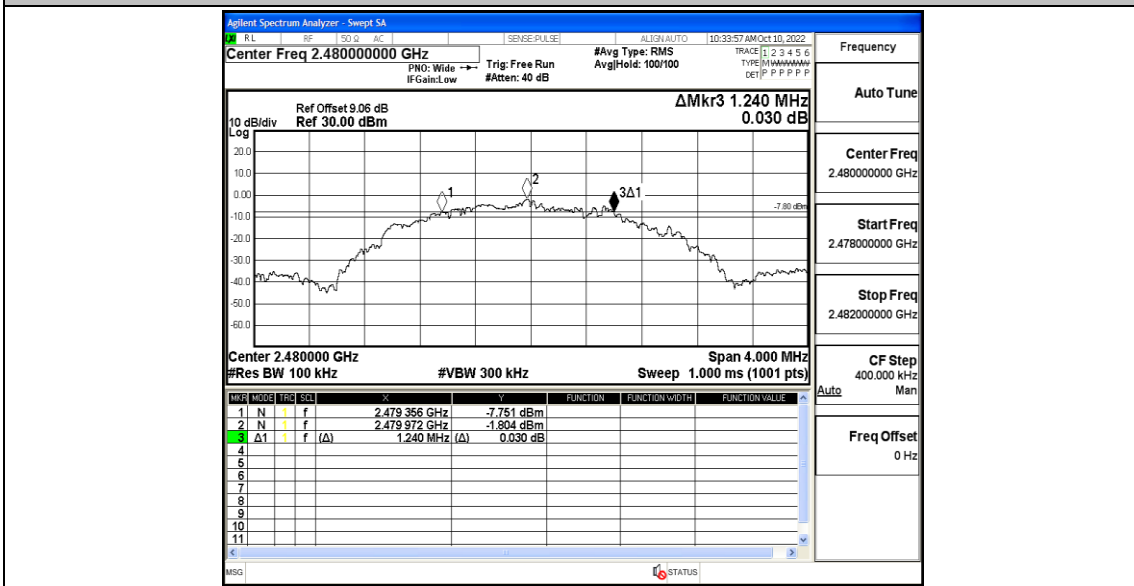 Agilent Spectrum Analyzer - Swept SA
RL RF 50 Ω AC SENSE:PULSE ALIGN AUTO 10:33:57 AM Oct 10, 2022
Center Freq 2.480000000 GHz
PNO: Wide
IFGain:Low
Trig: Free Run
#Atten: 40 dB
#Avg Type: RMS
Avg|Hold: 100/100
TRACE 1 2 3 4 5 6
TYPE M
DET P P P P P P
Ref Offset 9.06 dB
Ref 30.00 dBm
10 dB/div
Log
ΔMkr3 1.240 MHz
0.030 dB
20.0
10.0
0.00
-10.0
-20.0
-30.0
-40.0
-50.0
-60.0
1
2
3Δ1
-7.80 dBm
Center 2.480000 GHz Span 4.000 MHz
#Res BW 100 kHz #VBW 300 kHz Sweep 1.000 ms (1001 pts)
MKR MODE TRC SCL X Y FUNCTION FUNCTION WIDTH FUNCTION VALUE
1 N 1 f 2.479 356 GHz -7.751 dBm
2 N 1 f 2.479 972 GHz -1.804 dBm
3 Δ1 1 f (Δ) 1.240 MHz (Δ) 0.030 dB
4
5
6
7
8
9
10
11
MSG STATUS
Frequency
Auto Tune
Center Freq
2.480000000 GHz
Start Freq
2.478000000 GHz
Stop Freq
2.482000000 GHz
CF Step
400.000 kHz
Auto Man
Freq Offset
0 Hz